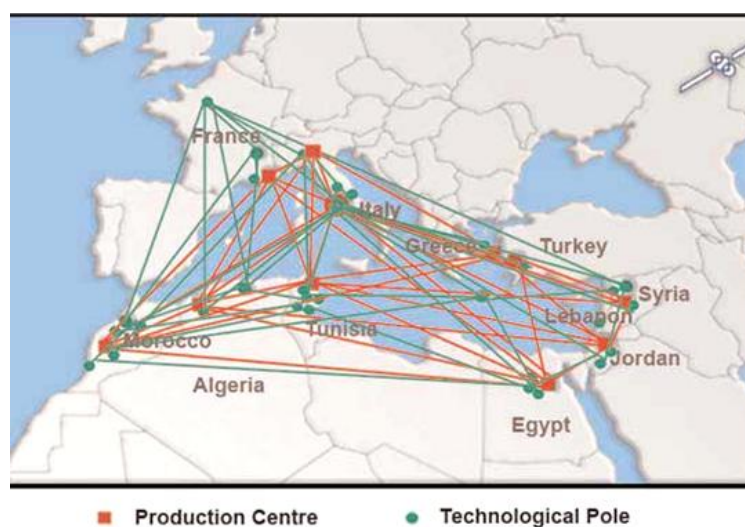 France
Italy
Greece
Turkey
Syria
Lebanon
Tunisia
Morocco
Jordan
Algeria
Egypt
Production Centre
Technological Pole